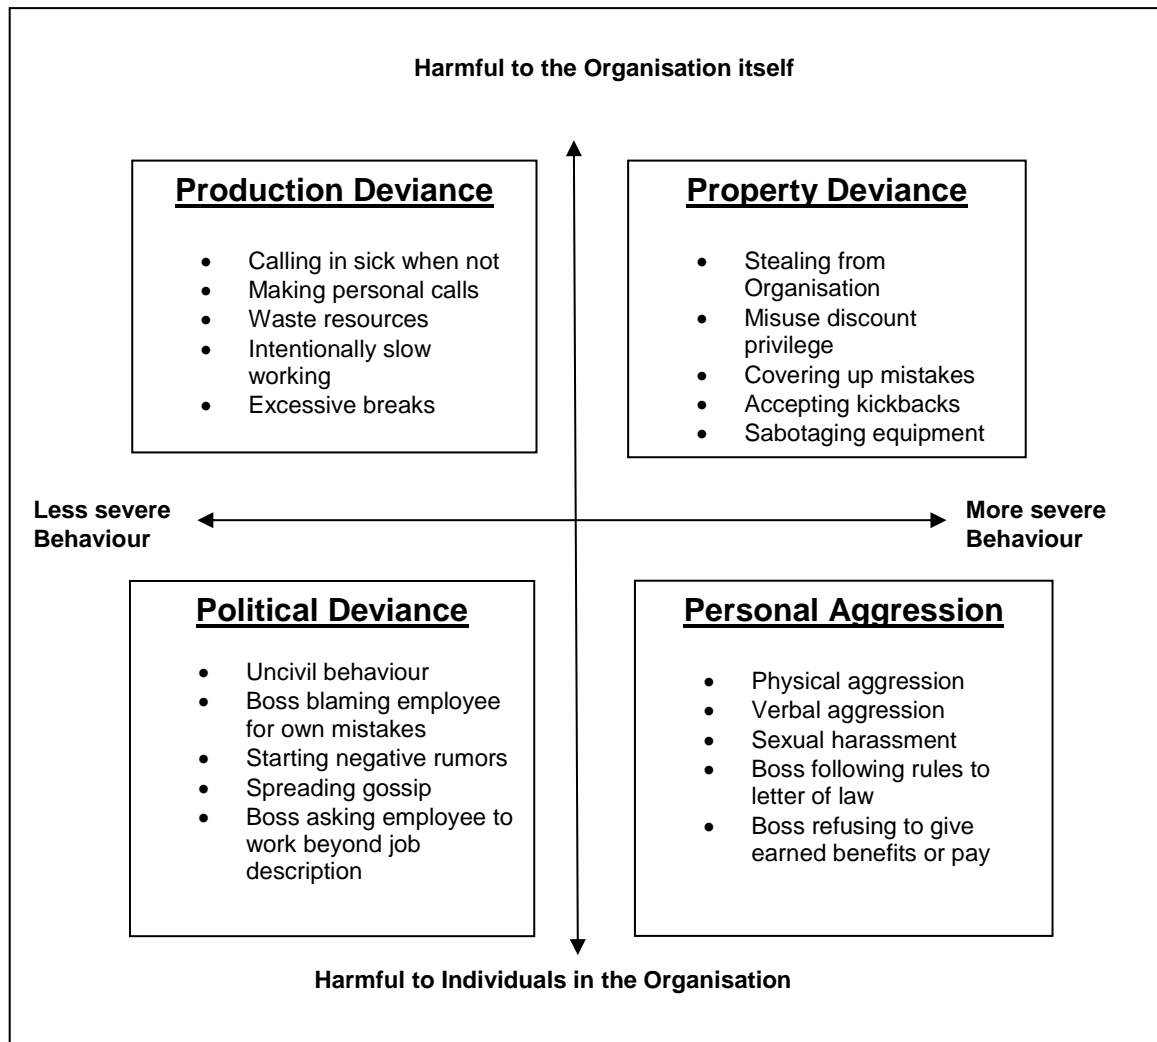 Harmful to the Organisation itself
Production Deviance
• Calling in sick when not
• Making personal calls
• Waste resources
• Intentionally slow
working
• Excessive breaks
Property Deviance
• Stealing from
Organisation
• Misuse discount
privilege
• Covering up mistakes
• Accepting kickbacks
• Sabotaging equipment
Less severe
Behaviour
More severe
Behaviour
Political Deviance
• Uncivil behaviour
• Boss blaming employee
for own mistakes
• Starting negative rumors
• Spreading gossip
• Boss asking employee to
work beyond job
description
Personal Aggression
• Physical aggression
• Verbal aggression
• Sexual harassment
• Boss following rules to
letter of law
• Boss refusing to give
earned benefits or pay
Harmful to Individuals in the Organisation